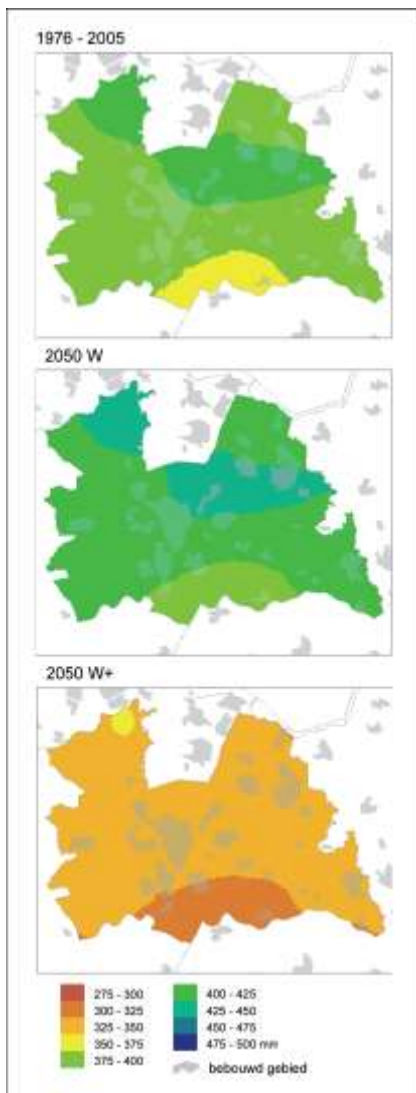 1976 - 2005
2050 W
2050 W+
275 - 300
300 - 325
325 - 350
350 - 375
375 - 400
400 - 425
425 - 450
450 - 475
475 - 500 mm
bebouwd gebied